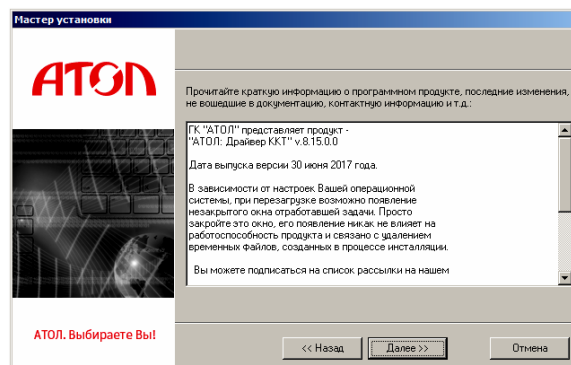 Мастер установки
АТОЛ
Прочитайте краткую информацию о программном продукте, последние изменения,
не вошедшие в документацию, контактную информацию и т.д.:
ГК "АТОЛ" представляет продукт -
"АТОЛ: Драйвер ККТ" v.8.15.0.0
Дата выпуска версии 30 июня 2017 года.
В зависимости от настроек Вашей операционной
системы, при перезагрузке возможно появление
незакрытого окна отработавшей задачи. Просто
закройте это окно, его появление никак не влияет на
работоспособность продукта и связано с удалением
временных файлов, созданных в процессе инсталляции.
Вы можете подписаться на список рассылки на нашем
АТОЛ. Выбираете Вы!
<< Назад
Далее >>
Отмена